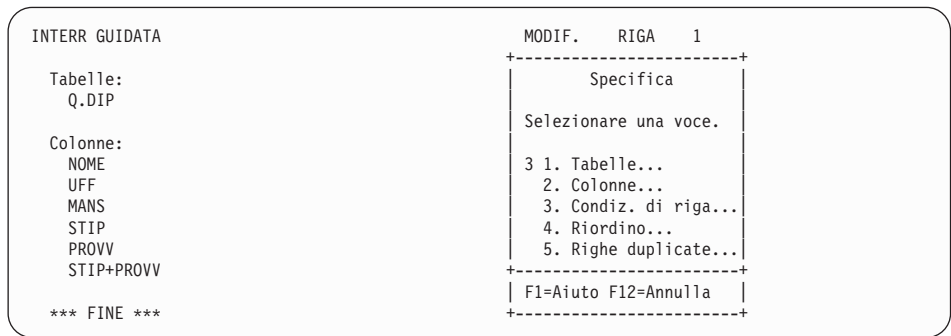 INTERR GUIDATA MODIF. RIGA 1
+-------------------------+
Tabelle: | Specifica |
Q.DIP | |
| Selezionare una voce. |
Colonne: | |
NOME | 3 1. Tabelle... |
UFF | 2. Colonne... |
MANS | 3. Condiz. di riga...|
STIP | 4. Riordino... |
PROVV | 5. Righe duplicate...|
STIP+PROVV +-------------------------+
| F1=Aiuto F12=Annulla |
*** FINE *** +-------------------------+